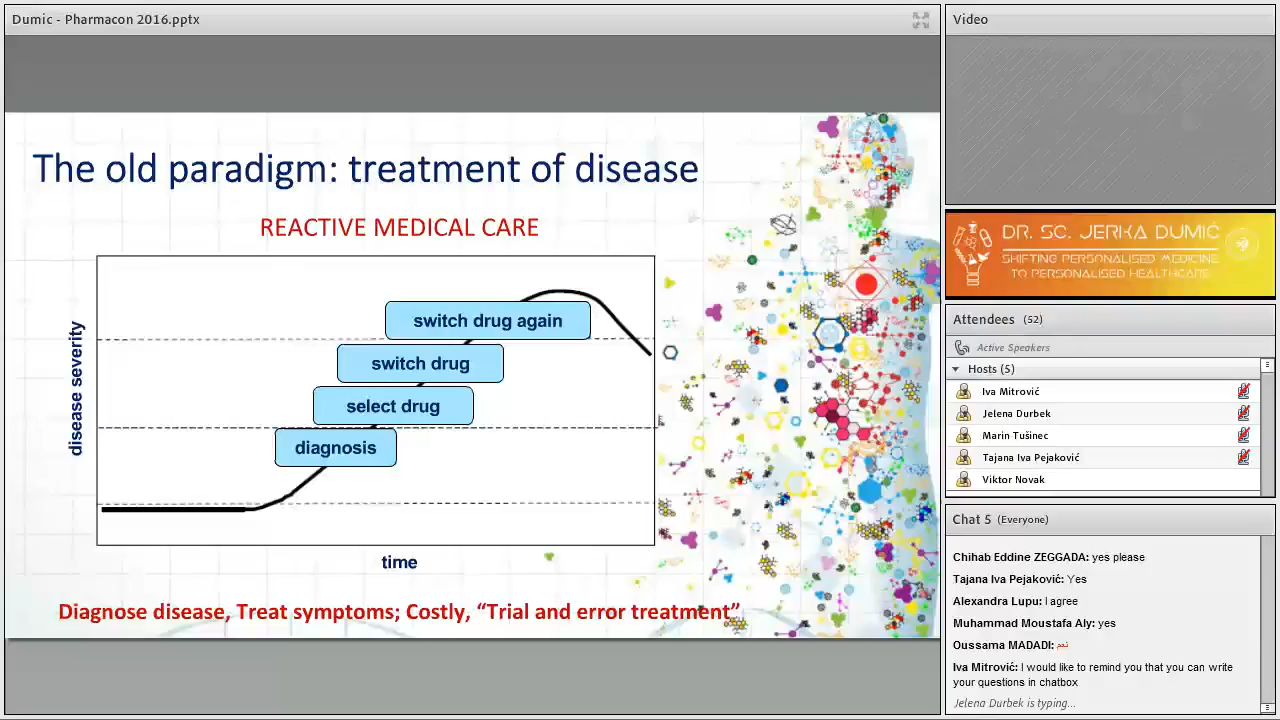 Dumic - Pharmacon 2016.pptx
The old paradigm: treatment of disease
REACTIVE MEDICAL CARE
disease severity
switch drug again
switch drug
select drug
diagnosis
time
Diagnose disease, Treat symptoms; Costly, “Trial and error treatment”
Video
DR. SC. JERKA DUMIĆ
SHIFTING PERSONALISED MEDICINE
TO PERSONALISED HEALTHCARE
Attendees (52)
Active Speakers
Hosts (5)
Iva Mitrović
Jelena Durbek
Marin Tušinec
Tajana Iva Pejaković
Viktor Novak
Chat 5 (Everyone)
Chihab Eddine ZEGGADA: yes please
Tajana Iva Pejaković: Yes
Alexandra Lupu: I agree
Muhammad Moustafa Aly: yes
Oussama MADADI: نعم
Iva Mitrović: I would like to remind you that you can write
your questions in chatbox
Jelena Durbek is typing...